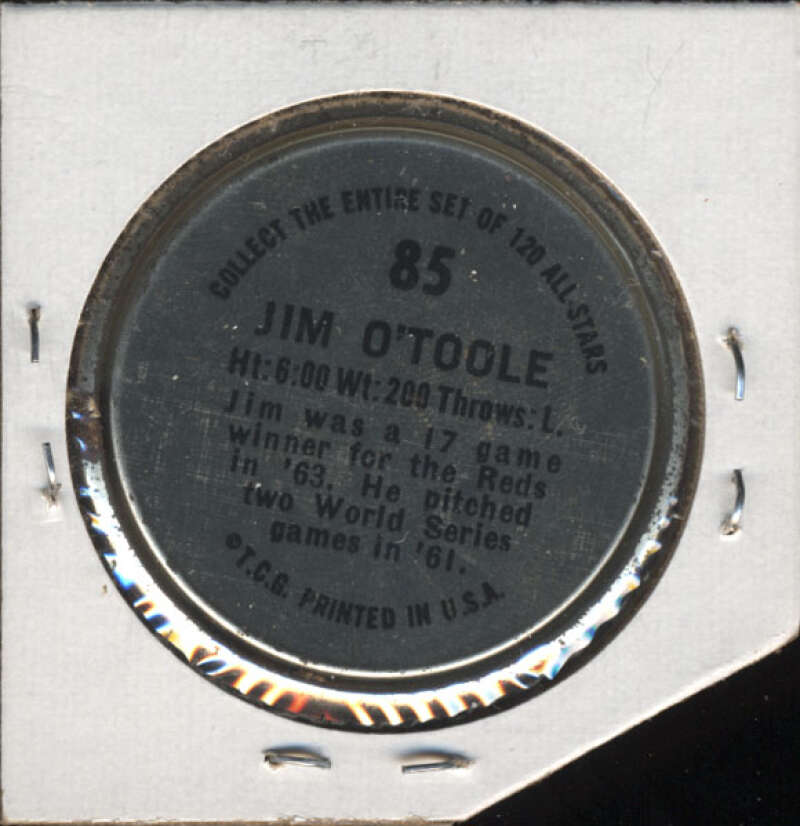 COLLECT THE ENTIRE SET OF 120 ALL-STARS
85
JIM O'TOOLE
Ht: 6:00 Wt: 200 Throws: L.
Jim was a 17 game
winner for the Reds
in '63. He pitched
two World Series
games in '61.
©T.C.G. PRINTED IN U.S.A.